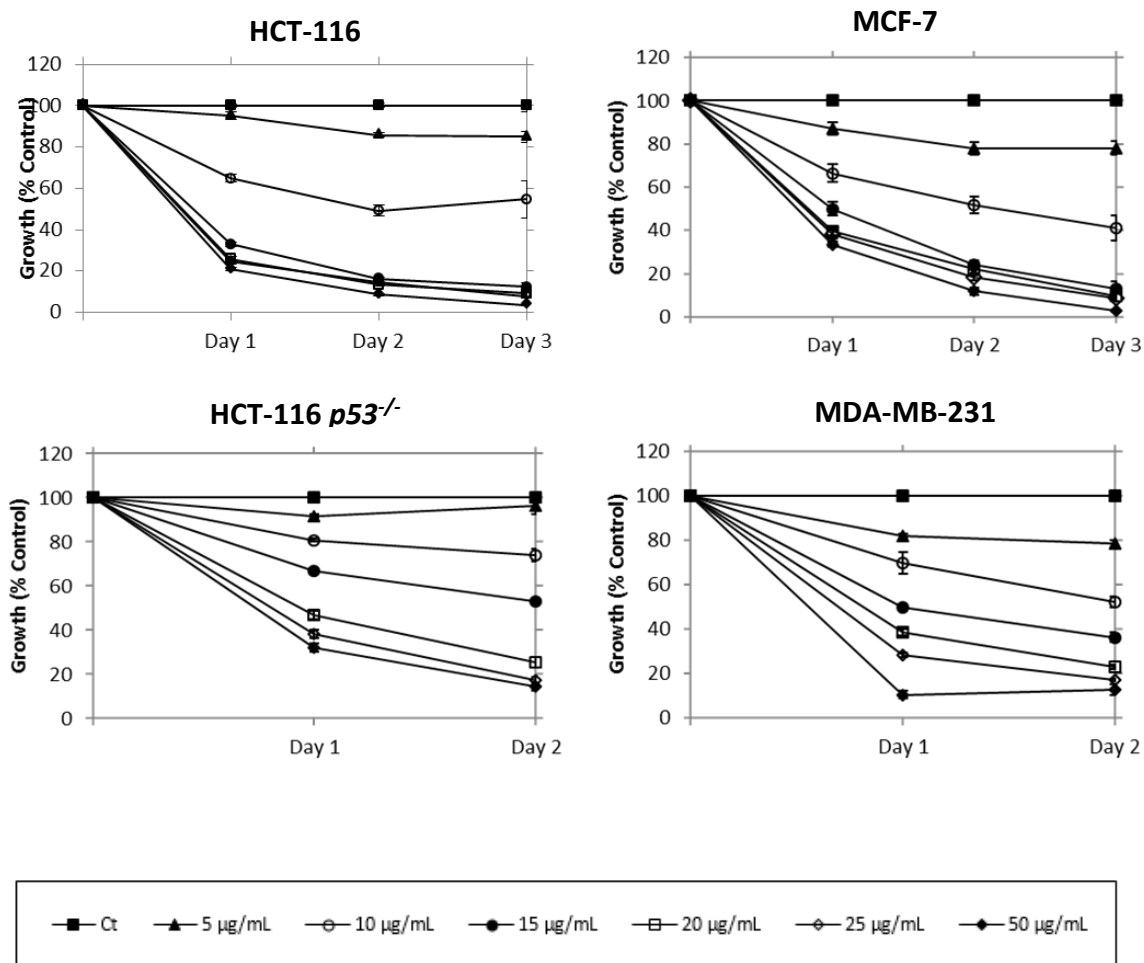 HCT-116
MCF-7
120
100
80
60
40
20
0
Growth (% Control)
Day 1 Day 2 Day 3
120
100
80
60
40
20
0
Growth (% Control)
Day 1 Day 2 Day 3
HCT-116 p53-/-
MDA-MB-231
120
100
80
60
40
20
0
Growth (% Control)
Day 1 Day 2
120
100
80
60
40
20
0
Growth (% Control)
Day 1 Day 2
Ct 5 µg/mL 10 µg/mL 15 µg/mL 20 µg/mL 25 µg/mL 50 µg/mL